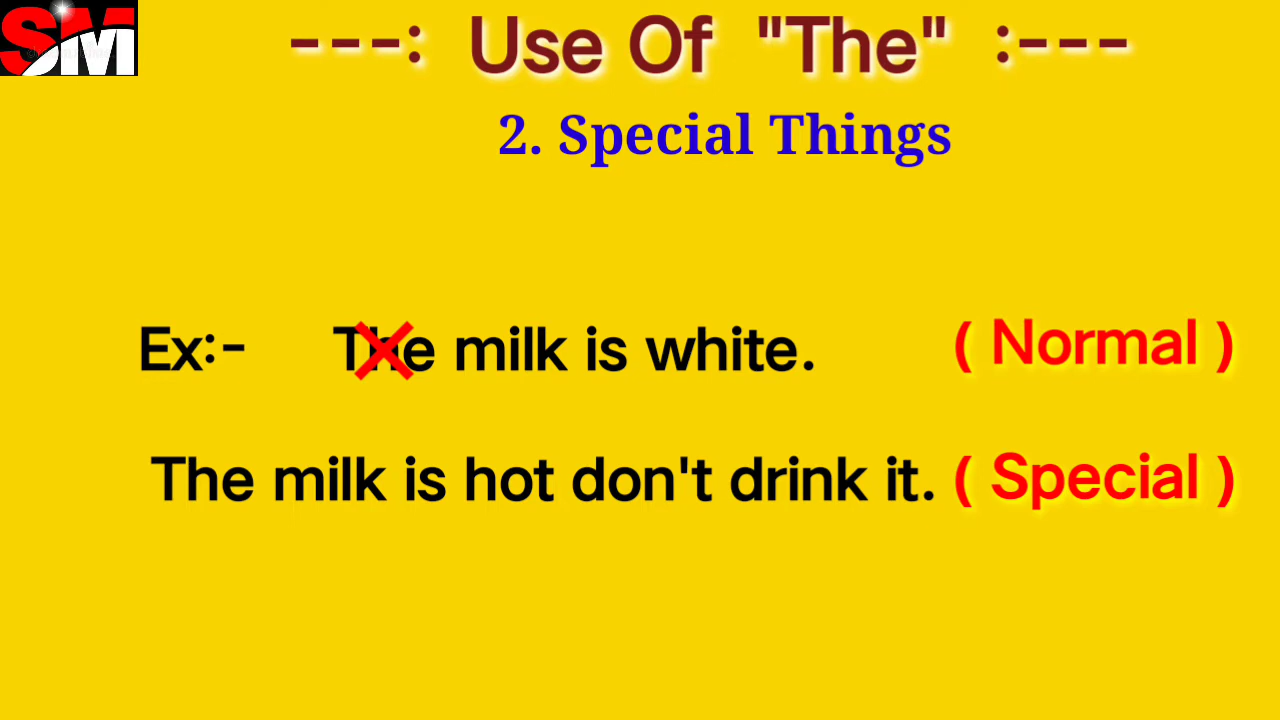 SM
---: Use Of "The" :---
2. Special Things
Ex:- The milk is white. ( Normal )
The milk is hot don't drink it. ( Special )